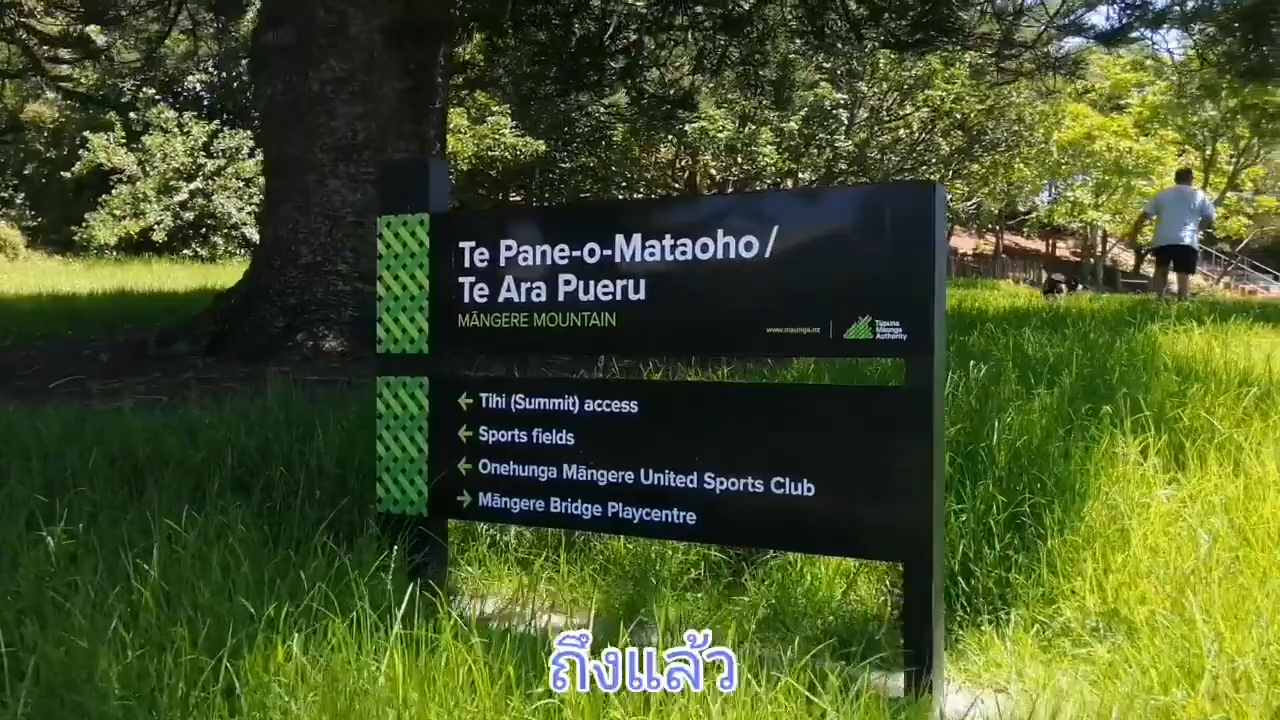 Te Pane-o-Mataoho/
Te Ara Pueru
MĀNGERE MOUNTAIN
www.maunga.nz
Tūpuna
Maunga
Authority
← Tihi (Summit) access
← Sports fields
← Onehunga Māngere United Sports Club
→ Māngere Bridge Playcentre
ถึงแล้ว